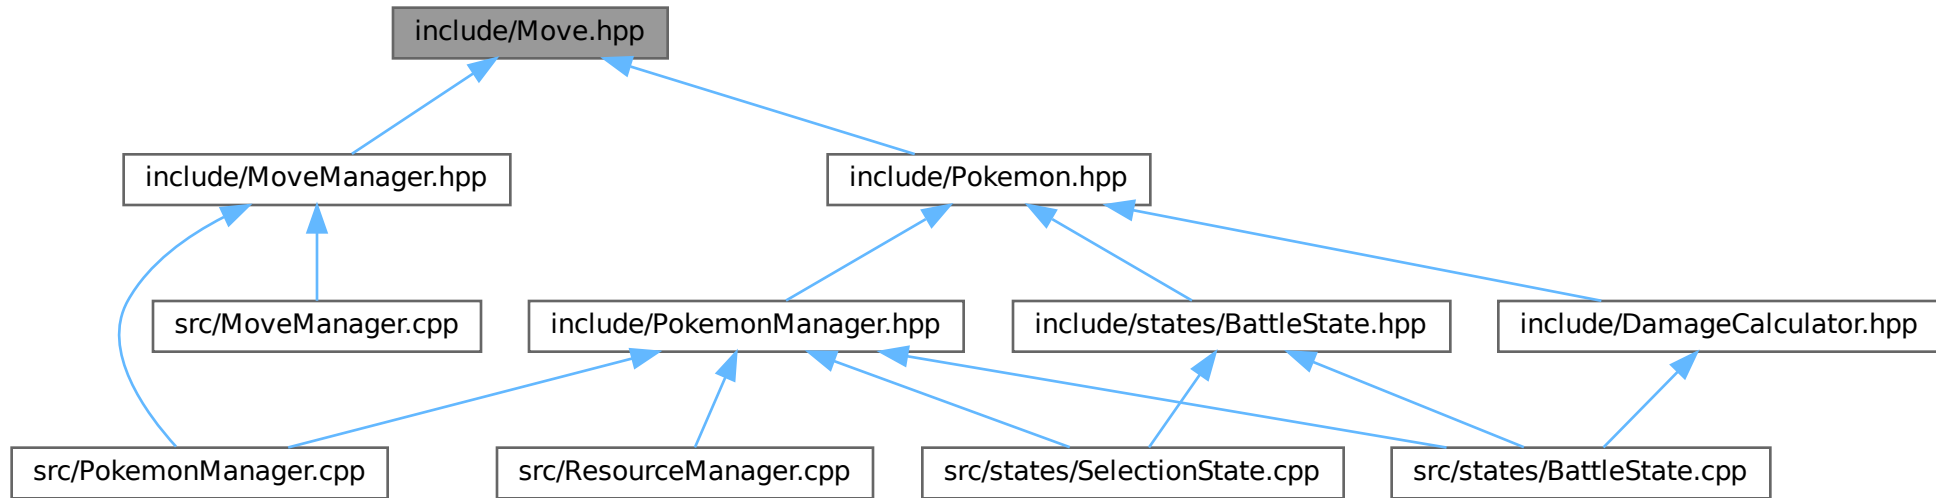 include/Move.hpp
include/MoveManager.hpp
include/Pokemon.hpp
src/MoveManager.cpp
include/PokemonManager.hpp
include/states/BattleState.hpp
include/DamageCalculator.hpp
src/PokemonManager.cpp
src/ResourceManager.cpp
src/states/SelectionState.cpp
src/states/BattleState.cpp